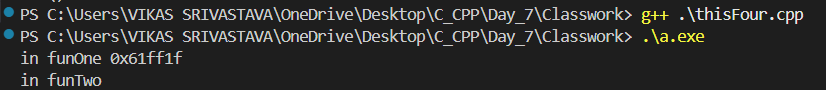 PS C:\Users\VIKAS SRIVASTAVA\OneDrive\Desktop\C_CPP\Day_7\Classwork> g++ .\thisFour.cpp
PS C:\Users\VIKAS SRIVASTAVA\OneDrive\Desktop\C_CPP\Day_7\Classwork> .\a.exe
in funOne 0x61ff1f
in funTwo